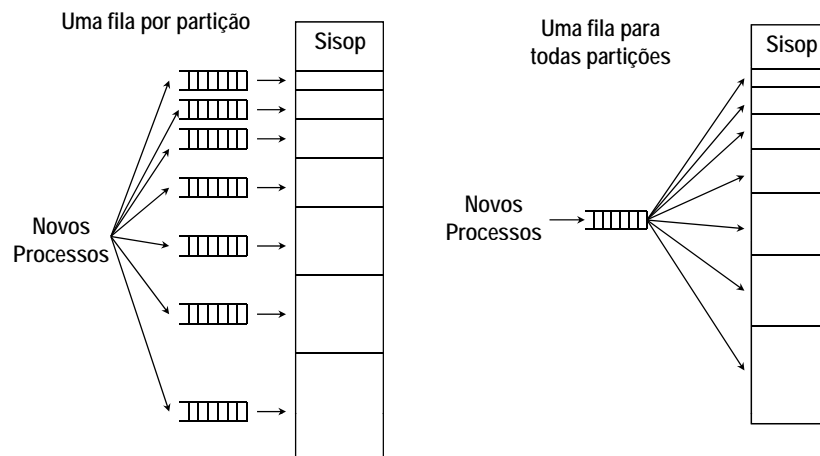 Uma fila por partição
Sisop
Novos
Processos
Uma fila para
todas partições
Sisop
Novos
Processos